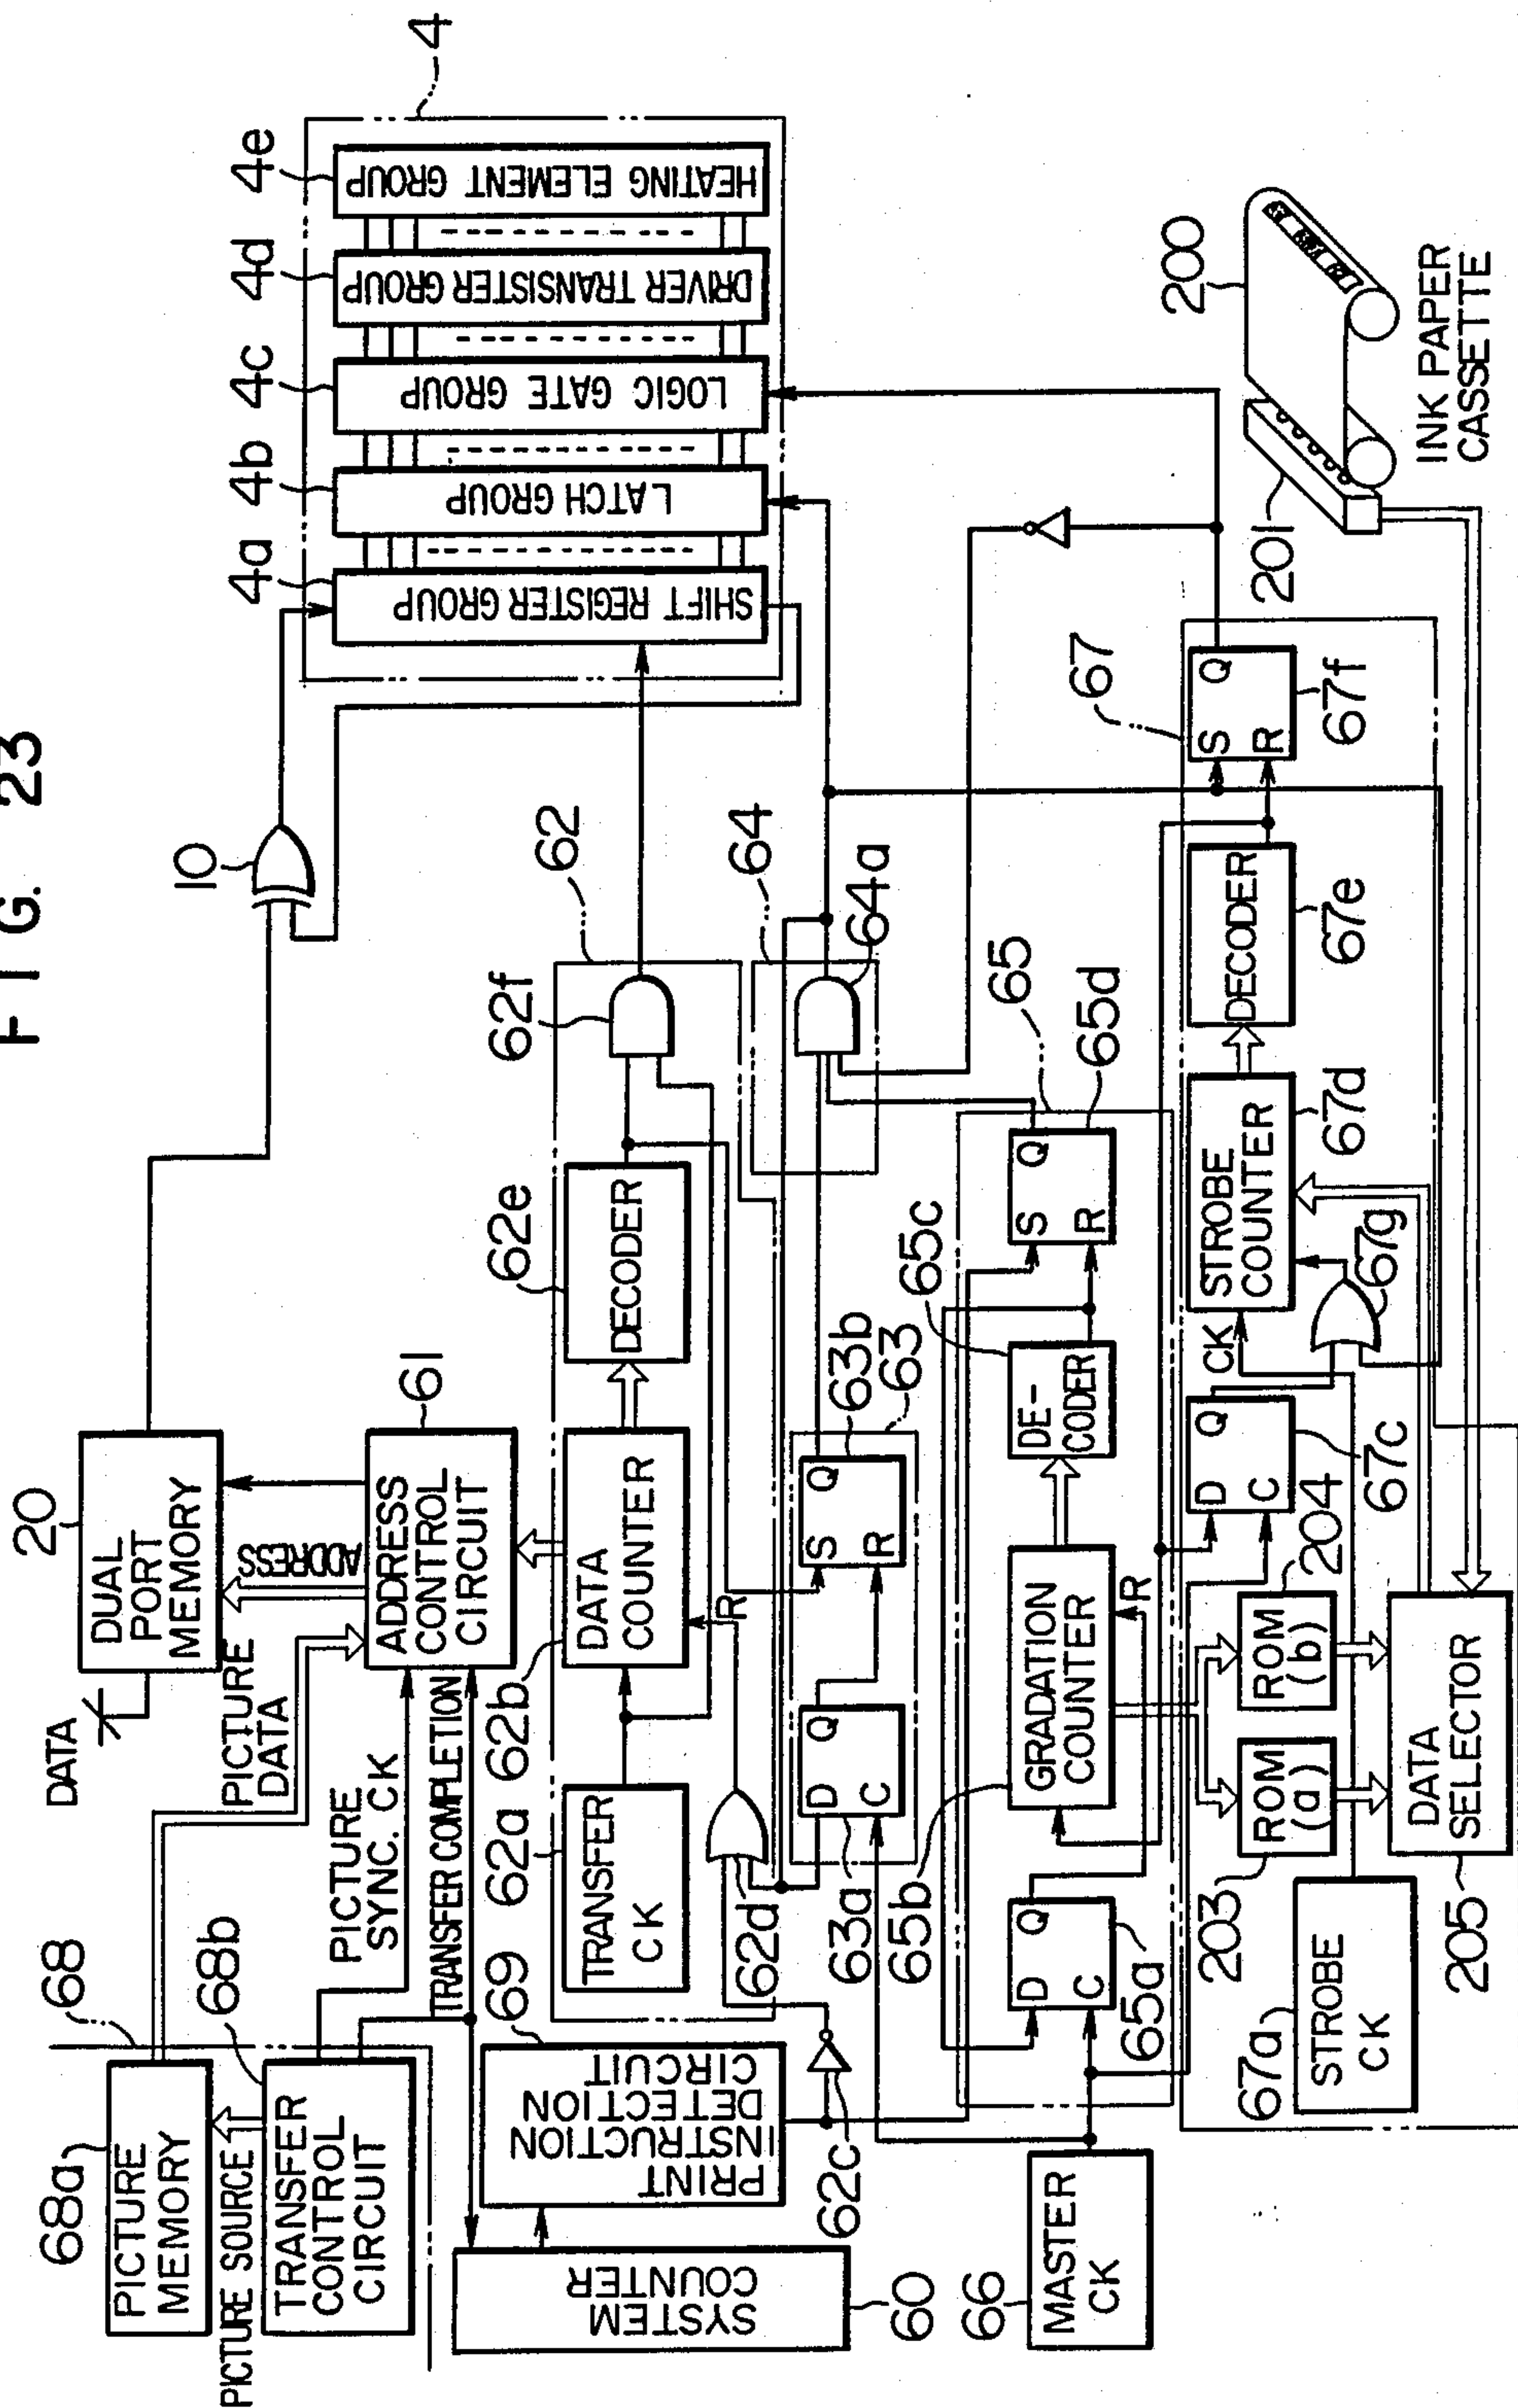 FIG. 23
68
68a
PICTURE
MEMORY
PICTURE SOURCE
68b
TRANSFER
CONTROL
CIRCUIT
DATA
20
DUAL
PORT
MEMORY
PICTURE
DATA
ADDRESS
PICTURE
SYNC. CK
TRANSFER COMPLETION
61
ADDRESS
CONTROL
CIRCUIT
10
4
4a
SHIFT REGISTER GROUP
4b
LATCH GROUP
4c
LOGIC GATE GROUP
4d
DRIVER TRANSISTER GROUP
4e
HEATING ELEMENT GROUP
SYSTEM
COUNTER
60
69
PRINT
INSTRUCTION
DETECTION
CIRCUIT
62
62a
TRANSFER
CK
62b
DATA
COUNTER
R
62c
62d
62e
DECODER
62f
63
63a
D Q
C
63b
S Q
R
64
64a
66
MASTER
CK
65
65a
D Q
C
65b
GRADATION
COUNTER
R
65c
DE-
CODER
65d
S Q
R
67
67a
STROBE
CK
203
ROM
(a)
204
ROM
(b)
205
DATA
SELECTOR
67c
D Q
C
CK
67g
67d
STROBE
COUNTER
67e
DECODER
67f
S Q
R
201
200
INK PAPER
CASSETTE